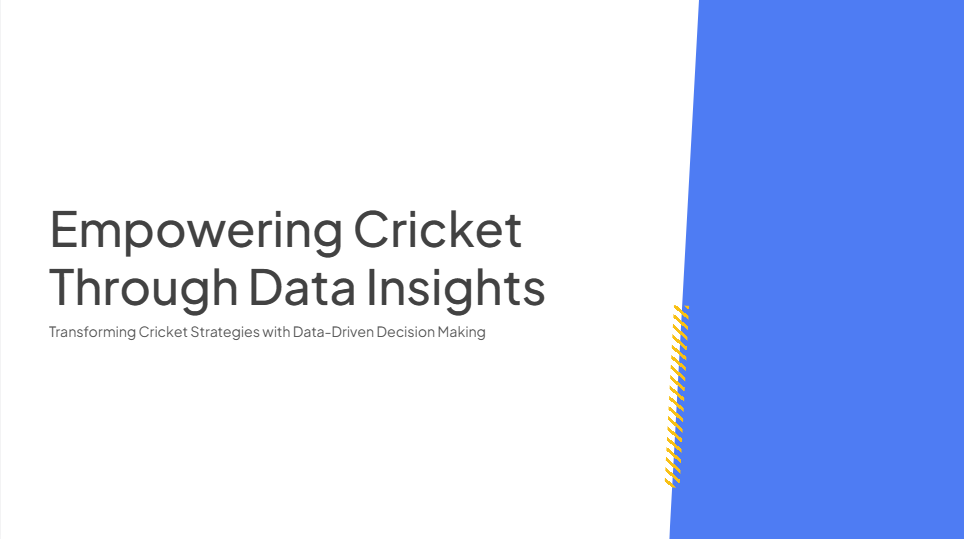 Empowering Cricket
Through Data Insights
Transforming Cricket Strategies with Data-Driven Decision Making